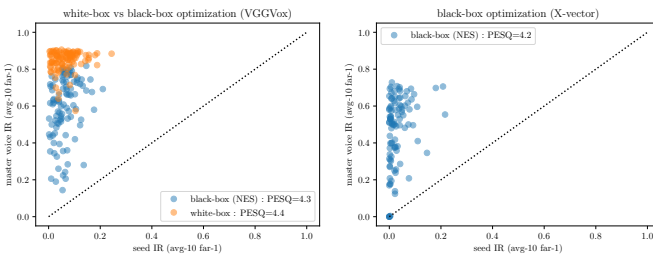 white-box vs black-box optimization (VGGVox)
1.0
0.8
0.6
0.4
0.2
0.0
master voice IR (avg-10 far-1)
black-box (NES) : PESQ=4.3
white-box : PESQ=4.4
0.0 0.2 0.4 0.6 0.8 1.0
seed IR (avg-10 far-1)
black-box optimization (X-vector)
black-box (NES) : PESQ=4.2
1.0
0.8
0.6
0.4
0.2
0.0
master voice IR (avg-10 far-1)
0.0 0.2 0.4 0.6 0.8 1.0
seed IR (avg-10 far-1)